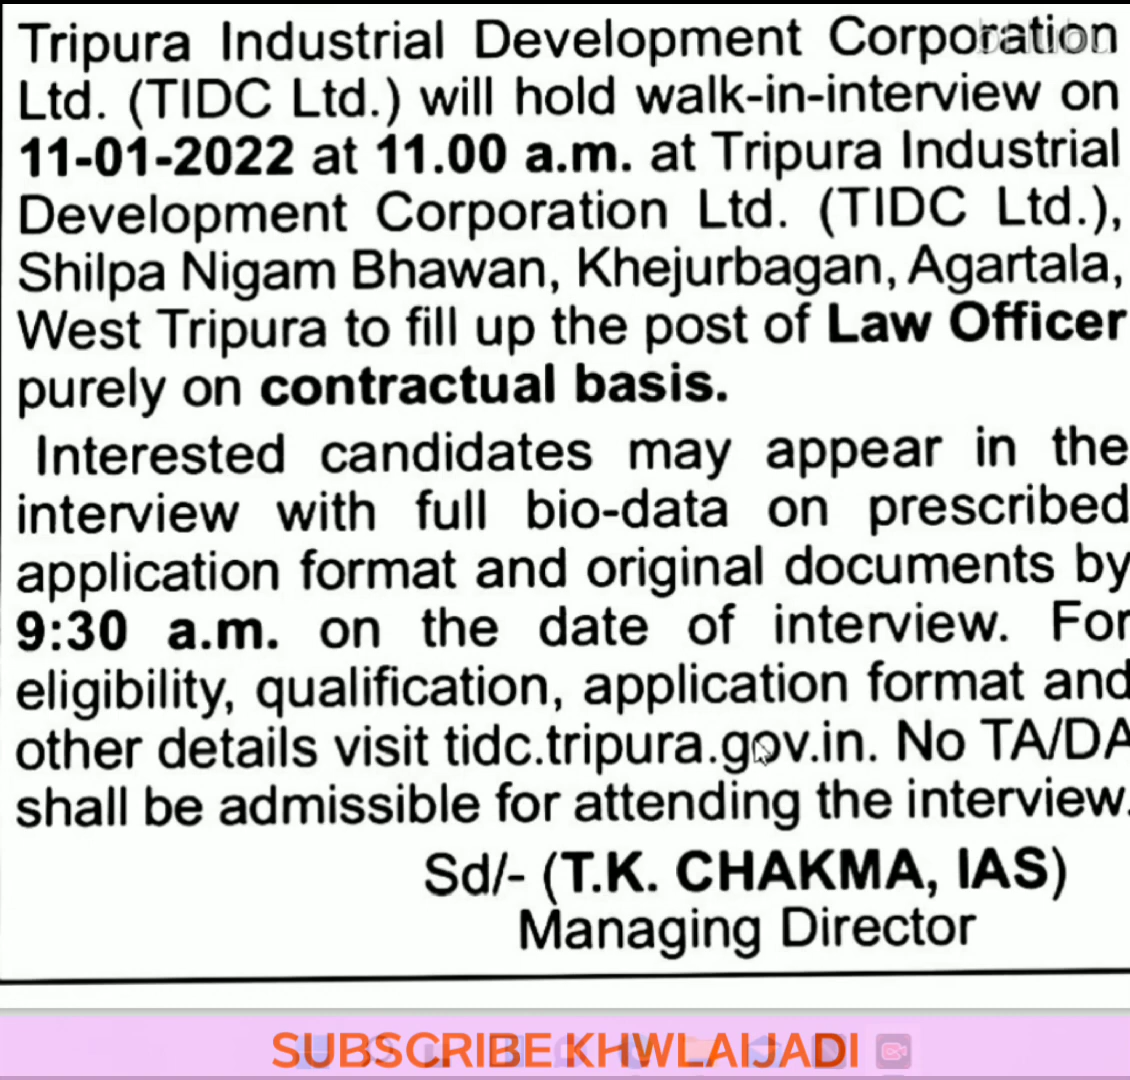 Tripura Industrial Development Corporation
Ltd. (TIDC Ltd.) will hold walk-in-interview on
11-01-2022 at 11.00 a.m. at Tripura Industrial
Development Corporation Ltd. (TIDC Ltd.),
Shilpa Nigam Bhawan, Khejurbagan, Agartala,
West Tripura to fill up the post of Law Officer
purely on contractual basis.
Interested candidates may appear in the
interview with full bio-data on prescribed
application format and original documents by
9:30 a.m. on the date of interview. For
eligibility, qualification, application format and
other details visit tidc.tripura.gov.in. No TA/DA
shall be admissible for attending the interview.
Sd/- (T.K. CHAKMA, IAS)
Managing Director
SUBSCRIBE KHWLAIJADI